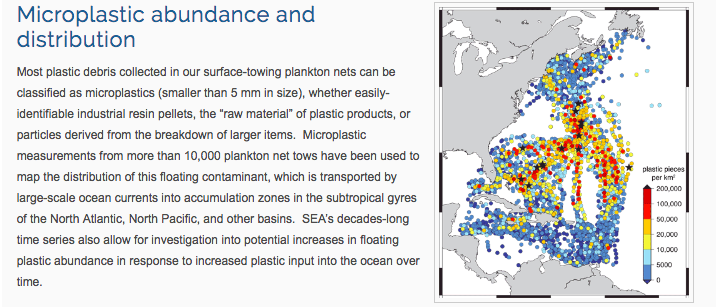 Microplastic abundance and
distribution
Most plastic debris collected in our surface-towing plankton nets can be
classified as microplastics (smaller than 5 mm in size), whether easily-
identifiable industrial resin pellets, the “raw material” of plastic products, or
particles derived from the breakdown of larger items.  Microplastic
measurements from more than 10,000 plankton net tows have been used to
map the distribution of this floating contaminant, which is transported by
large-scale ocean currents into accumulation zones in the subtropical gyres
of the North Atlantic, North Pacific, and other basins.  SEA’s decades-long
time series also allow for investigation into potential increases in floating
plastic abundance in response to increased plastic input into the ocean over
time.
plastic pieces
per km²
200,000
100,000
50,000
20,000
10,000
5000
0